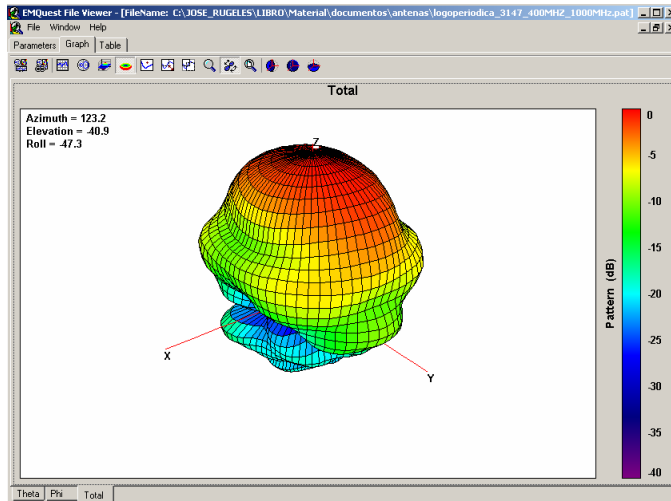 EMQuest File Viewer - [FileName: C:\JOSE_RUGELES\LIBRO\Material\documentos\antenas\logoperiodica_3147_400MHZ_1000MHz.pat]
File Window Help
Parameters Graph Table
Total
Azimuth = 123.2
Elevation = -40.9
Roll = -47.3
Z
X
Y
0
-5
-10
-15
-20
-25
-30
-35
-40
Pattern (dB)
Theta Phi Total